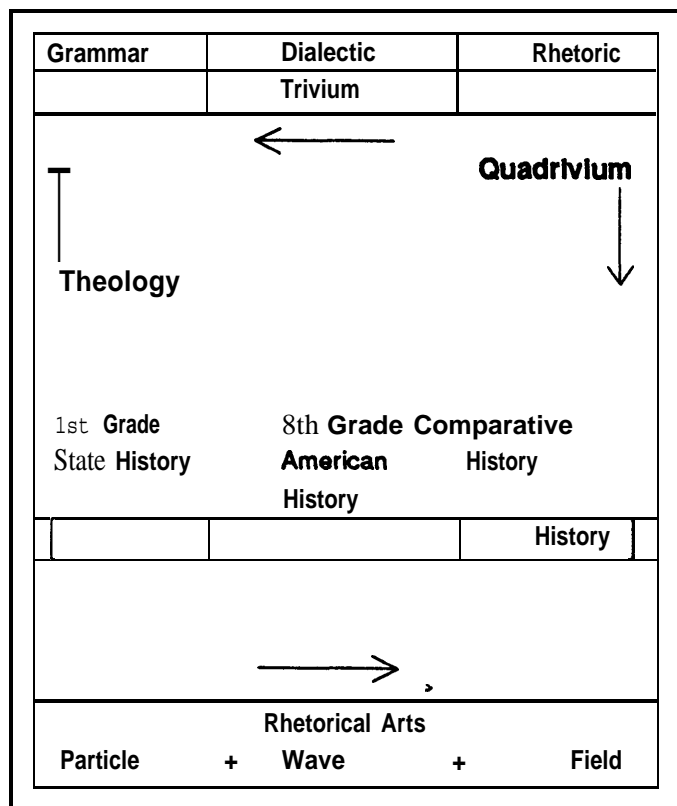 Grammar Dialectic Rhetoric
Trivium
Quadrivium
Theology
1st Grade 8th Grade Comparative
State History American History
History
History
Rhetorical Arts
Particle + Wave + Field